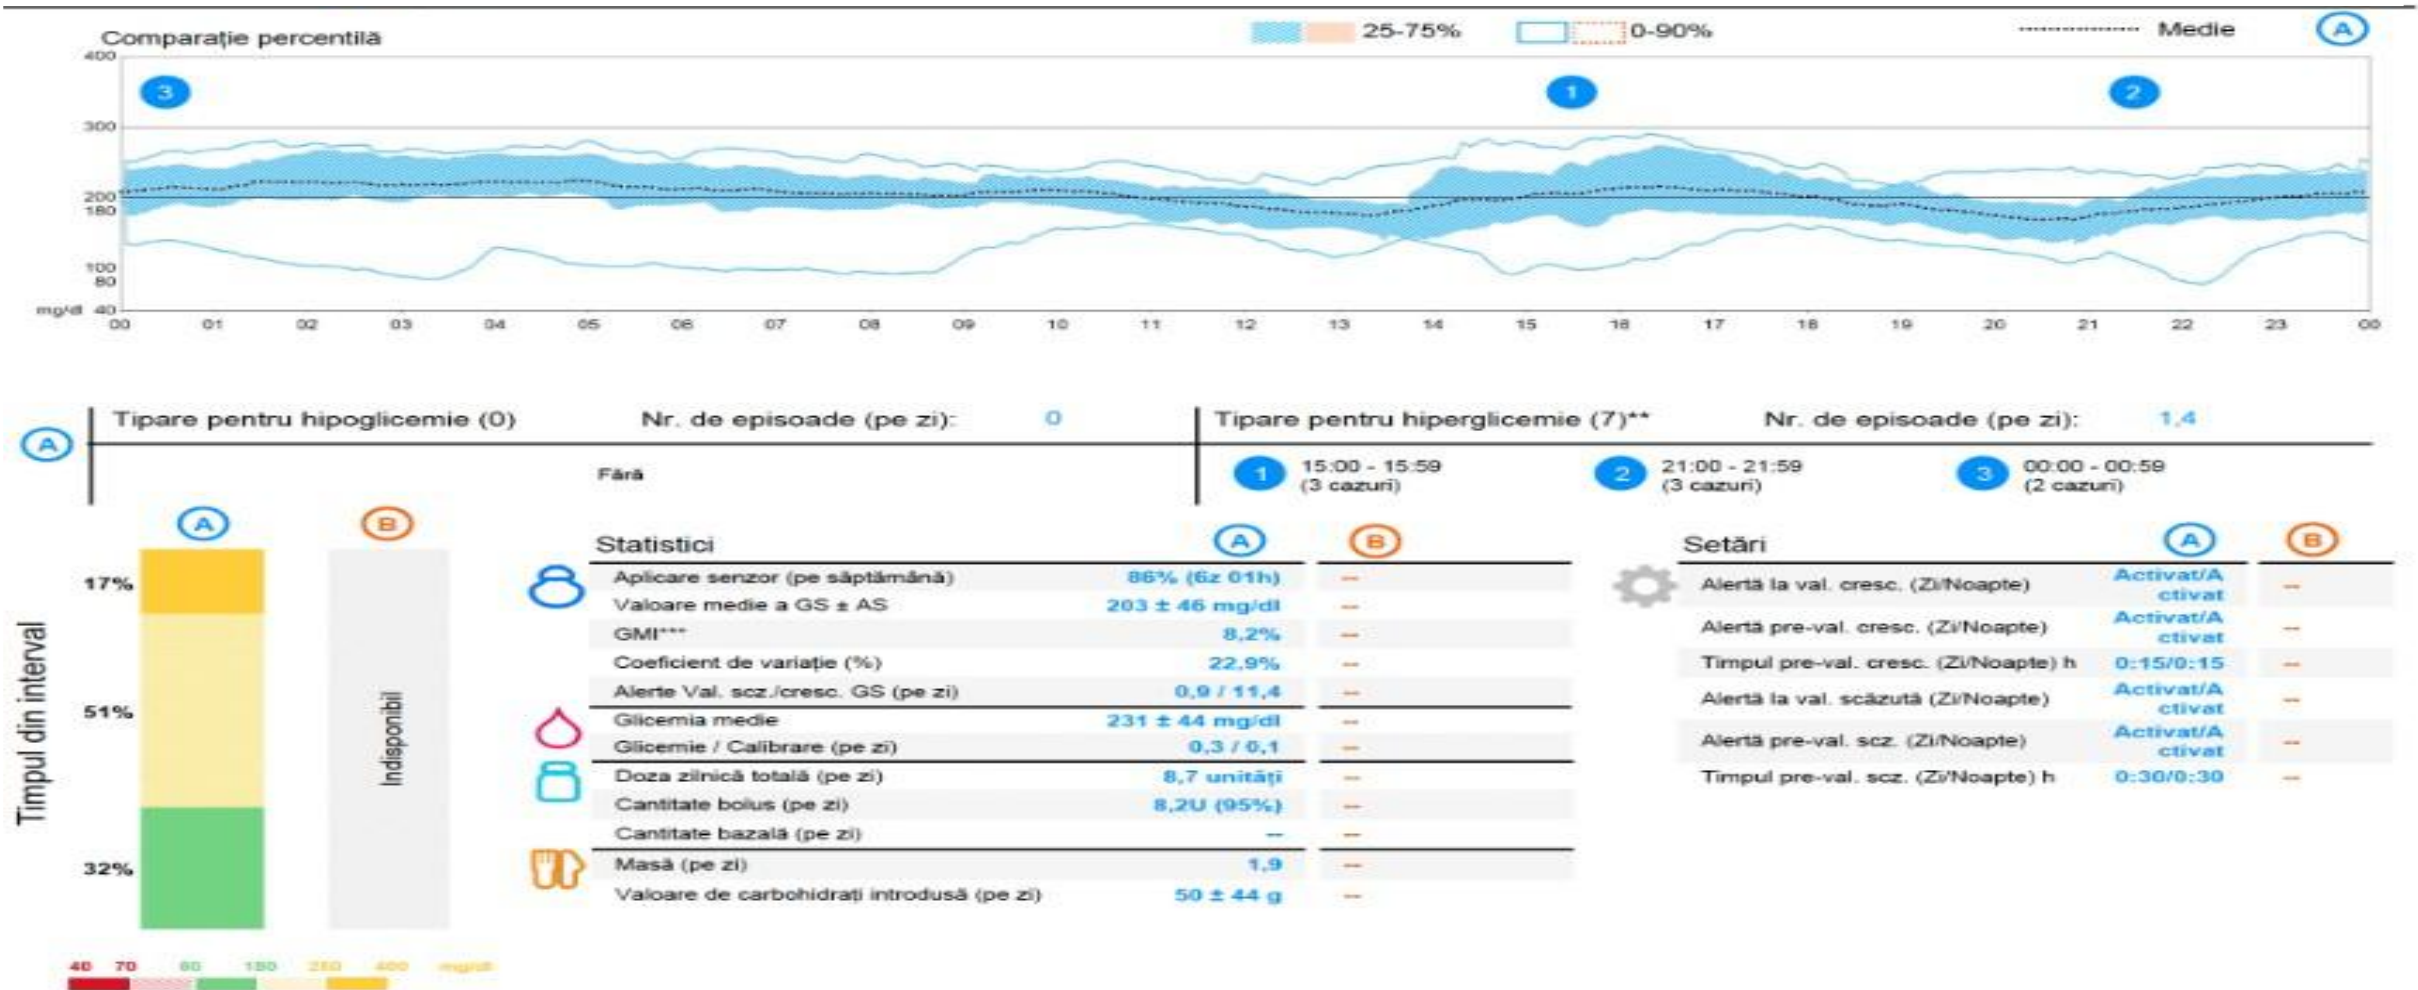 Comparație percentilă 25-75% 0-90% Medie A
400
3 1 2
300
200
180
100
80
mg/dl 40
00 01 02 03 04 05 06 07 08 09 10 11 12 13 14 15 16 17 18 19 20 21 22 23 00
A Tipare pentru hipoglicemie (0) Nr. de episoade (pe zi): 0
Fără
Tipare pentru hiperglicemie (7)** Nr. de episoade (pe zi): 1,4
1 15:00 - 15:59 2 21:00 - 21:59 3 00:00 - 00:59
(3 cazuri) (3 cazuri) (2 cazuri)
Timpul din interval
A B
17%
51%
32%
Indisponibil
40 70 80 180 250 400 mg/dl
Statistici A B
Aplicare senzor (pe săptămână) 86% (6z 01h) --
Valoare medie a GS ± AS 203 ± 46 mg/dl --
GMI*** 8,2% --
Coeficient de variație (%) 22,9% --
Alerte Val. scz./cresc. GS (pe zi) 0,9 / 11,4 --
Glicemia medie 231 ± 44 mg/dl --
Glicemie / Calibrare (pe zi) 0,3 / 0,1 --
Doza zilnică totală (pe zi) 8,7 unități --
Cantitate bolus (pe zi) 8,2U (95%) --
Cantitate bazală (pe zi) -- --
Masă (pe zi) 1,9 --
Valoare de carbohidrați introdusă (pe zi) 50 ± 44 g --
Setări A B
Alertă la val. cresc. (Zi/Noapte) Activat/A --
ctivat
Alertă pre-val. cresc. (Zi/Noapte) Activat/A --
ctivat
Timpul pre-val. cresc. (Zi/Noapte) h 0:15/0:15 --
Alertă la val. scăzută (Zi/Noapte) Activat/A --
ctivat
Alertă pre-val. scz. (Zi/Noapte) Activat/A --
ctivat
Timpul pre-val. scz. (Zi/Noapte) h 0:30/0:30 --